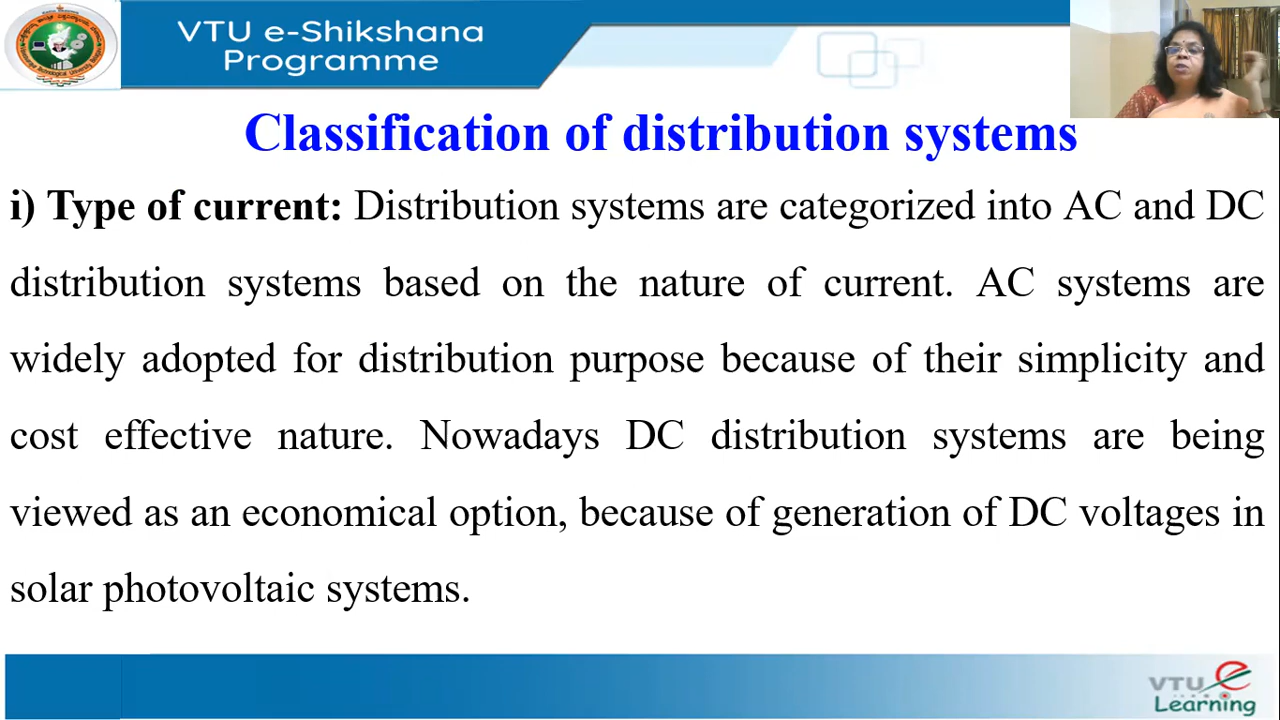 VTU e-Shikshana
Programme
Classification of distribution systems
i) Type of current: Distribution systems are categorized into AC and DC
distribution systems based on the nature of current. AC systems are
widely adopted for distribution purpose because of their simplicity and
cost effective nature. Nowadays DC distribution systems are being
viewed as an economical option, because of generation of DC voltages in
solar photovoltaic systems.
VTU e
Learning